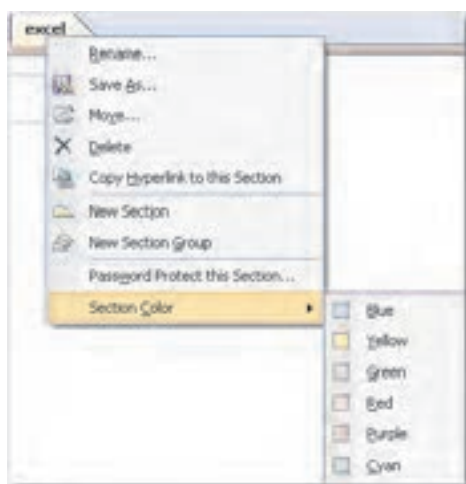 excel
Rename...
Save As...
Move...
Delete
Copy Hyperlink to this Section
New Section
New Section Group
Password Protect this Section...
Section Color
Blue
Yellow
Green
Red
Purple
Cyan